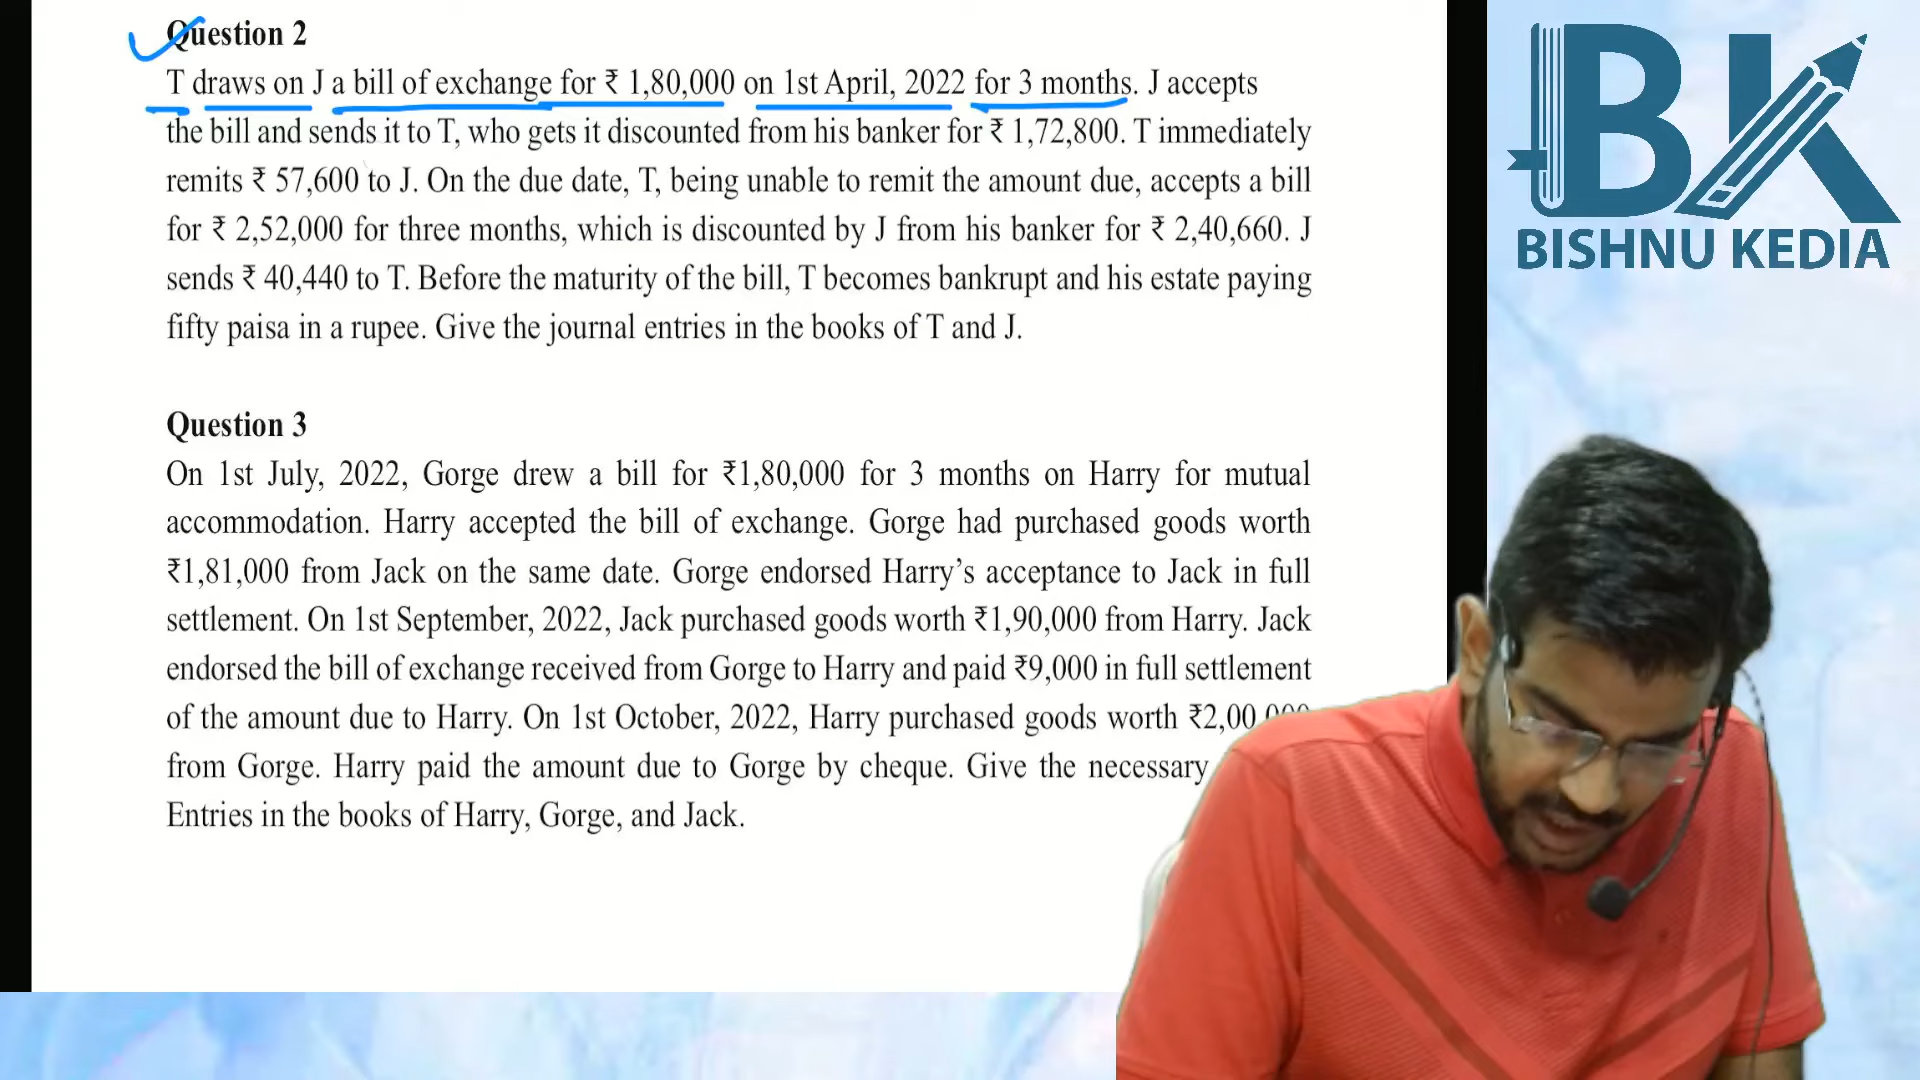 Question 2
T draws on J a bill of exchange for ₹ 1,80,000 on 1st April, 2022 for 3 months. J accepts
the bill and sends it to T, who gets it discounted from his banker for ₹ 1,72,800. T immediately
remits ₹ 57,600 to J. On the due date, T, being unable to remit the amount due, accepts a bill
for ₹ 2,52,000 for three months, which is discounted by J from his banker for ₹ 2,40,660. J
sends ₹ 40,440 to T. Before the maturity of the bill, T becomes bankrupt and his estate paying
fifty paisa in a rupee. Give the journal entries in the books of T and J.
Question 3
On 1st July, 2022, Gorge drew a bill for ₹1,80,000 for 3 months on Harry for mutual
accommodation. Harry accepted the bill of exchange. Gorge had purchased goods worth
₹1,81,000 from Jack on the same date. Gorge endorsed Harry’s acceptance to Jack in full
settlement. On 1st September, 2022, Jack purchased goods worth ₹1,90,000 from Harry. Jack
endorsed the bill of exchange received from Gorge to Harry and paid ₹9,000 in full settlement
of the amount due to Harry. On 1st October, 2022, Harry purchased goods worth ₹2,00,000
from Gorge. Harry paid the amount due to Gorge by cheque. Give the necessary
Entries in the books of Harry, Gorge, and Jack.
BK
BISHNU KEDIA